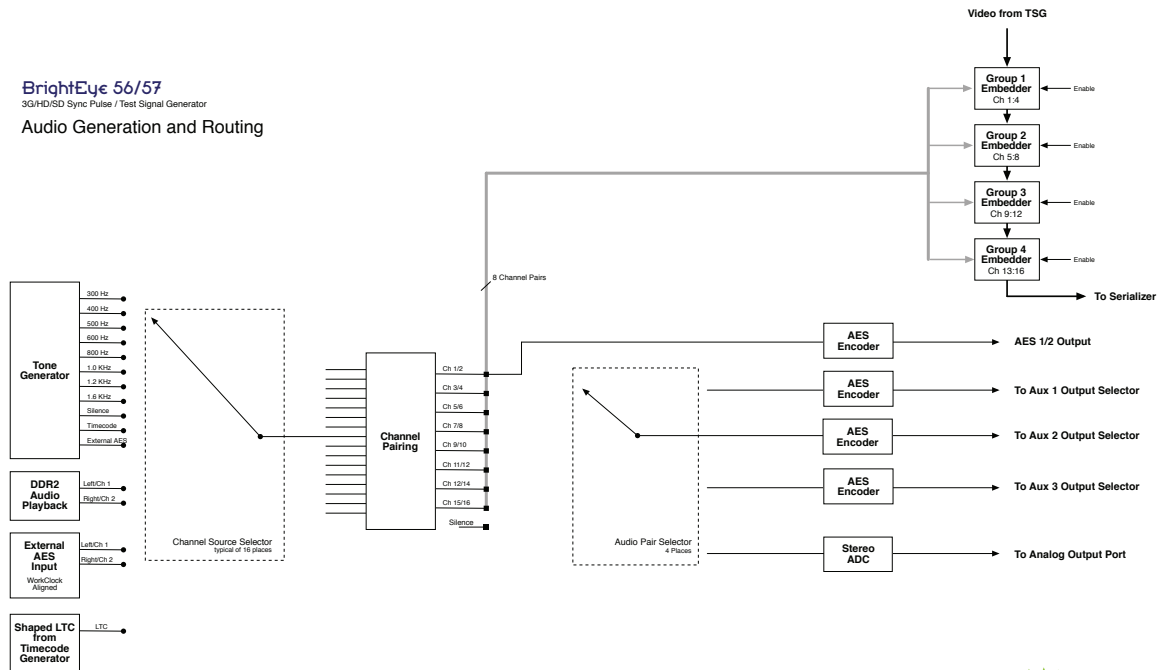 Video from TSG
BrightEye 56/57
3G/HD/SD Sync Pulse / Test Signal Generator
Audio Generation and Routing
Group 1
Embedder
Ch 1:4
Enable
Group 2
Embedder
Ch 5:8
Enable
Group 3
Embedder
Ch 9:12
Enable
Group 4
Embedder
Ch 13:16
Enable
To Serializer
8 Channel Pairs
Tone
Generator
300 Hz
400 Hz
500 Hz
600 Hz
800 Hz
1.0 KHz
1.2 KHz
1.6 KHz
Silence
Timecode
External AES
DDR2
Audio
Playback
Left/Ch 1
Right/Ch 2
External
AES
Input
WorkClock
Aligned
Left/Ch 1
Right/Ch 2
Shaped LTC
from
Timecode
Generator
LTC
Channel Source Selector
typical of 16 places
Channel
Pairing
Ch 1/2
Ch 3/4
Ch 5/6
Ch 7/8
Ch 9/10
Ch 11/12
Ch 12/14
Ch 15/16
Silence
Audio Pair Selector
4 Places
AES
Encoder
AES 1/2 Output
AES
Encoder
To Aux 1 Output Selector
AES
Encoder
To Aux 2 Output Selector
AES
Encoder
To Aux 3 Output Selector
Stereo
ADC
To Analog Output Port